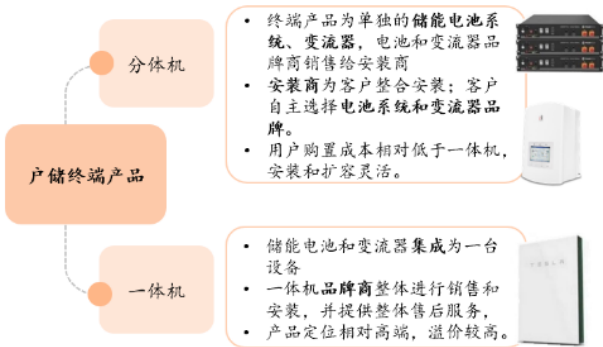 户储终端产品
分体机
• 终端产品为单独的储能电池系
统、变流器，电池和变流器品
牌商销售给安装商
• 安装商为客户整合安装；客户
自主选择电池系统和变流器品
牌。
• 用户购置成本相对低于一体机，
安装和扩容灵活。
一体机
• 储能电池和变流器集成为一台
设备
• 一体机品牌商整体进行销售和
安装，并提供整体售后服务，
• 产品定位相对高端，溢价较高。
TESLA